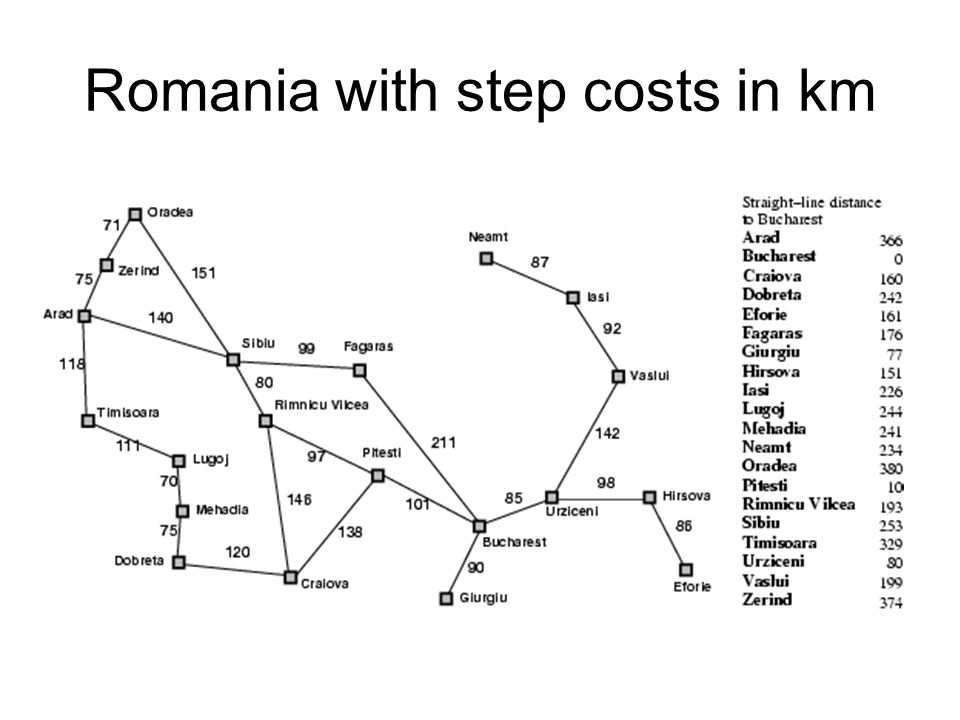 Romania with step costs in km
Oradea
71
Zerind
151
75
Arad
140
118
Sibiu
99
Fagaras
80
Rimnicu Vilcea
Timisoara
111
Lugoj
70
Mehadia
75
Dobreta
120
Craiova
146
97
Pitesti
138
101
211
Bucharest
90
Giurgiu
85
Urziceni
98
Hirsova
86
Eforie
142
Vaslui
92
Iasi
87
Neamt
Straight-line distance
to Bucharest
Arad 366
Bucharest 0
Craiova 160
Dobreta 242
Eforie 161
Fagaras 176
Giurgiu 77
Hirsova 151
Iasi 226
Lugoj 244
Mehadia 241
Neamt 234
Oradea 380
Pitesti 10
Rimnicu Vilcea 193
Sibiu 253
Timisoara 329
Urziceni 80
Vaslui 199
Zerind 374